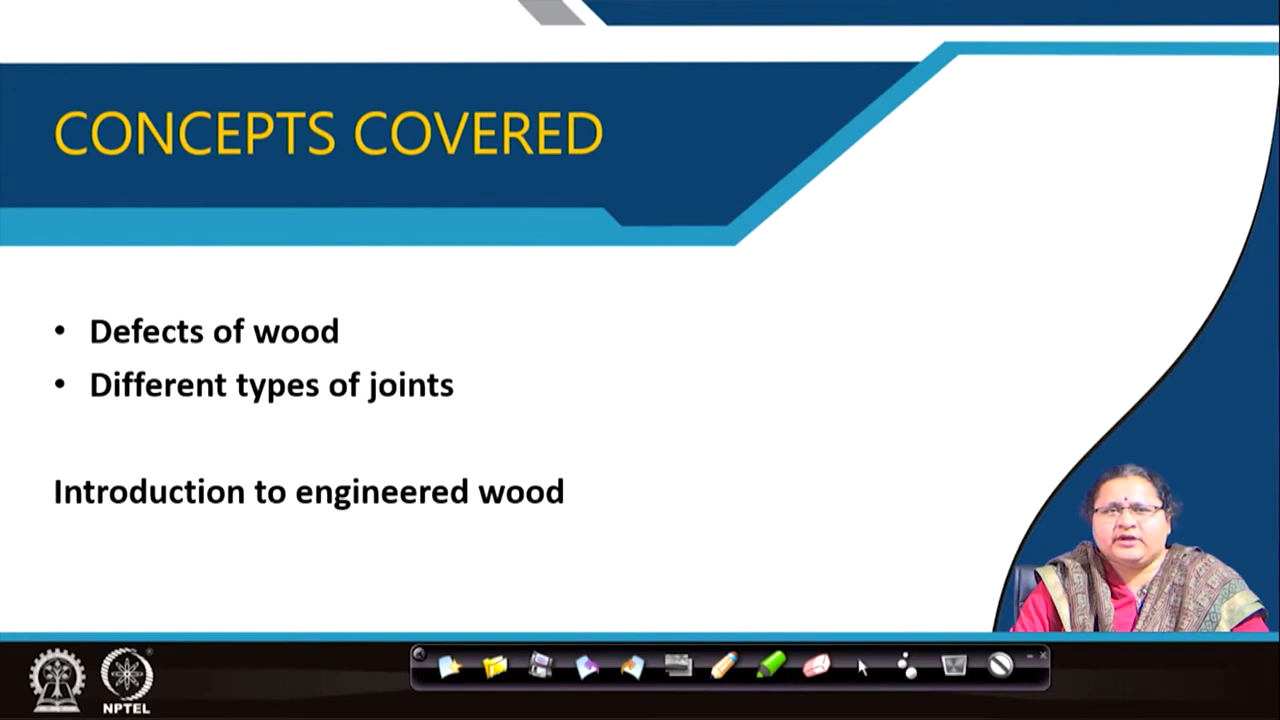 CONCEPTS COVERED
• Defects of wood
• Different types of joints
Introduction to engineered wood
NPTEL